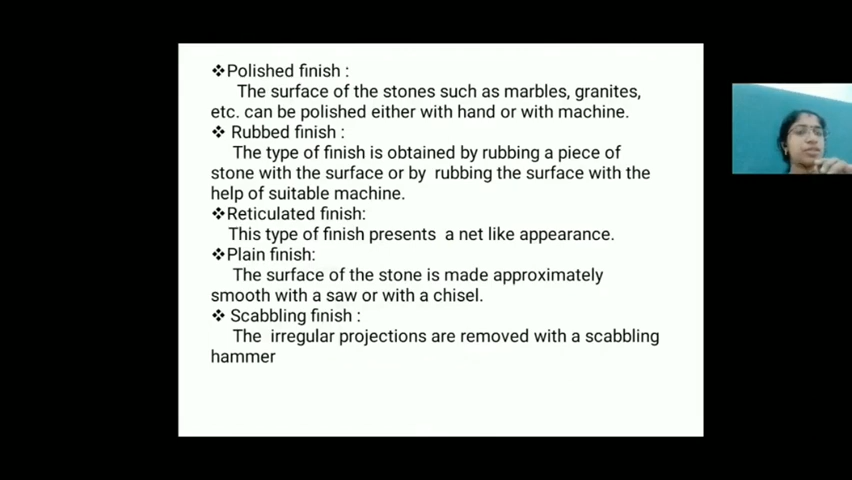 ❖Polished finish :
The surface of the stones such as marbles, granites,
etc. can be polished either with hand or with machine.
❖ Rubbed finish :
The type of finish is obtained by rubbing a piece of
stone with the surface or by rubbing the surface with the
help of suitable machine.
❖Reticulated finish:
This type of finish presents a net like appearance.
❖Plain finish:
The surface of the stone is made approximately
smooth with a saw or with a chisel.
❖ Scabbling finish :
The irregular projections are removed with a scabbling
hammer